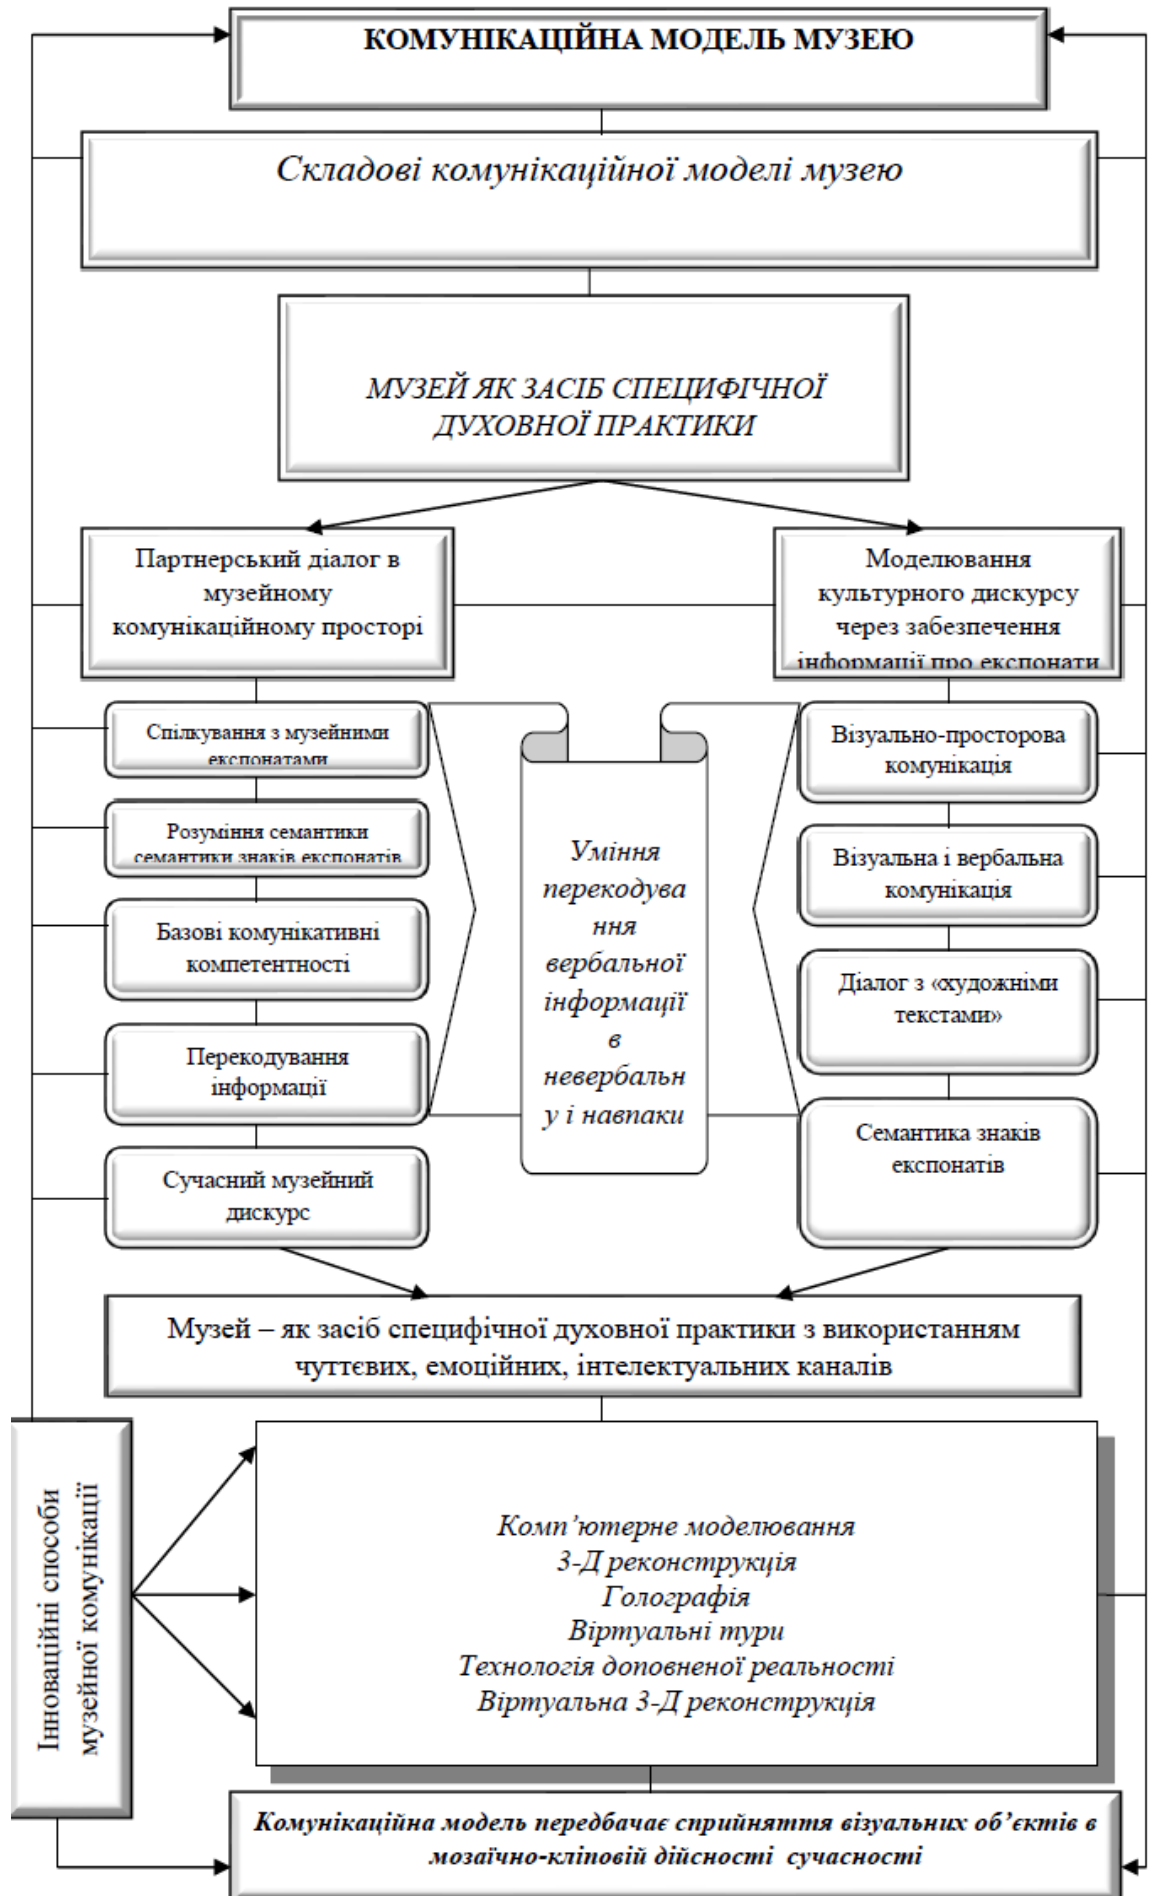 КОМУНІКАЦІЙНА МОДЕЛЬ МУЗЕЮ
Складові комунікаційної моделі музею
МУЗЕЙ ЯК ЗАСІБ СПЕЦИФІЧНОЇ
ДУХОВНОЇ ПРАКТИКИ
Партнерський діалог в
музейному
комунікаційному просторі
Моделювання
культурного дискурсу
через забезпечення
інформації про експонати
Спілкування з музейними
експонатами
Розуміння семантики
семантики знаків експонатів
Базові комунікативні
компетентності
Перекодування
інформації
Сучасний музейний
дискурс
Уміння
перекодува
ння
вербальної
інформації
в
невербальн
у і навпаки
Візуально-просторова
комунікація
Візуальна і вербальна
комунікація
Діалог з «художніми
текстами»
Семантика знаків
експонатів
Музей – як засіб специфічної духовної практики з використанням
чуттєвих, емоційних, інтелектуальних каналів
Інноваційні способи
музейної комунікації
Комп’ютерне моделювання
3-Д реконструкція
Голографія
Віртуальні тури
Технологія доповненої реальності
Віртуальна 3-Д реконструкція
Комунікаційна модель передбачає сприйняття візуальних об’єктів в
мозаїчно-кліповій дійсності сучасності